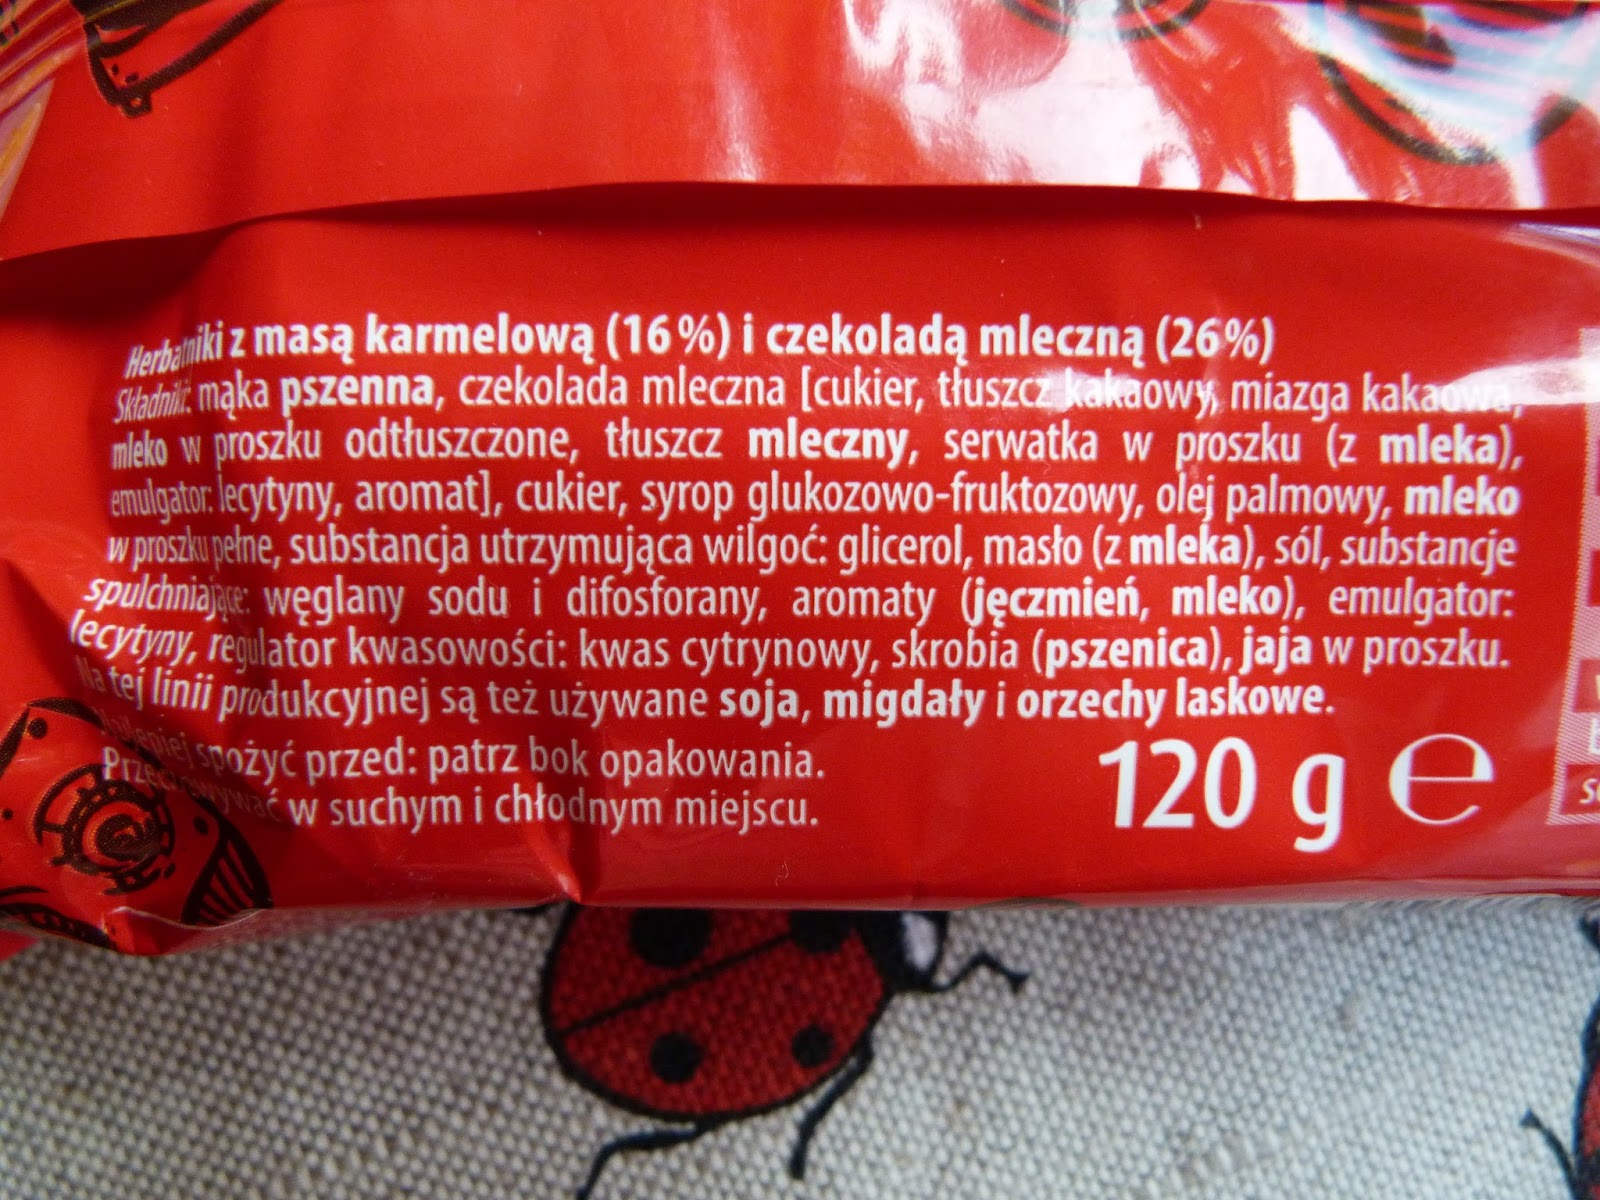 Herbatniki z masą karmelową (16%) i czekoladą mleczną (26%)
Składniki: mąka pszenna, czekolada mleczna [cukier, tłuszcz kakaowy, miazga kakaowa,
mleko w proszku odtłuszczone, tłuszcz mleczny, serwatka w proszku (z mleka),
emulgator: lecytyny, aromat], cukier, syrop glukozowo-fruktozowy, olej palmowy, mleko
w proszku pełne, substancja utrzymująca wilgoć: glicerol, masło (z mleka), sól, substancje
spulchniające: węglany sodu i difosforany, aromaty (jęczmień, mleko), emulgator:
lecytyny, regulator kwasowości: kwas cytrynowy, skrobia (pszenica), jaja w proszku.
Na tej linii produkcyjnej są też używane soja, migdały i orzechy laskowe.
Najlepiej spożyć przed: patrz bok opakowania.
Przechowywać w suchym i chłodnym miejscu.
120 g e